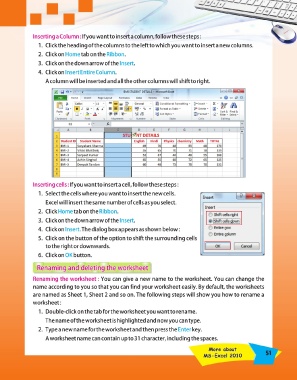 Inserting a Column : If you want to insert a column, follow these steps :
1. Click the heading of the columns to the left to which you want to insert a new columns.
2. Click on Home tab on the Ribbon.
3. Click on the down arrow of the Insert.
4. Click on Insert Entire Column.
A column will be inserted and all the other columns will shift to right.
STUDENT DETAILS
Student Name English Hindi Physics Chemistry Math TOTAL
Inserting cells : If you want to insert a cell, follow these steps :
1. Select the cells where you want to insert the new cells.
Excel will insert the same number of cells as you select.
2. Click Home tab on the Ribbon.
3. Click on the down arrow of the Insert.
4. Click on Insert. The dialog box appears as shown below :
5. Click on the button of the option to shift the surrounding cells
to the right or downwards.
6. Click on OK button.
Insert
Insert
Shift cells right
Shift cells down
Entire row
Entire column
OK Cancel
Renaming and deleting the worksheet
Renaming the worksheet : You can give a new name to the worksheet. You can change the
name according to you so that you can find your worksheet easily. By default, the worksheets
are named as Sheet 1, Sheet 2 and so on. The following steps will show you how to rename a
worksheet :
1. Double-click on the tab for the worksheet you want to rename.
The name of the worksheet is highlighted and now you can type.
2. Type a new name for the worksheet and then press the Enter key.
A worksheet name can contain up to 31 character, including the spaces.
More about
MS-Excel 2010
51